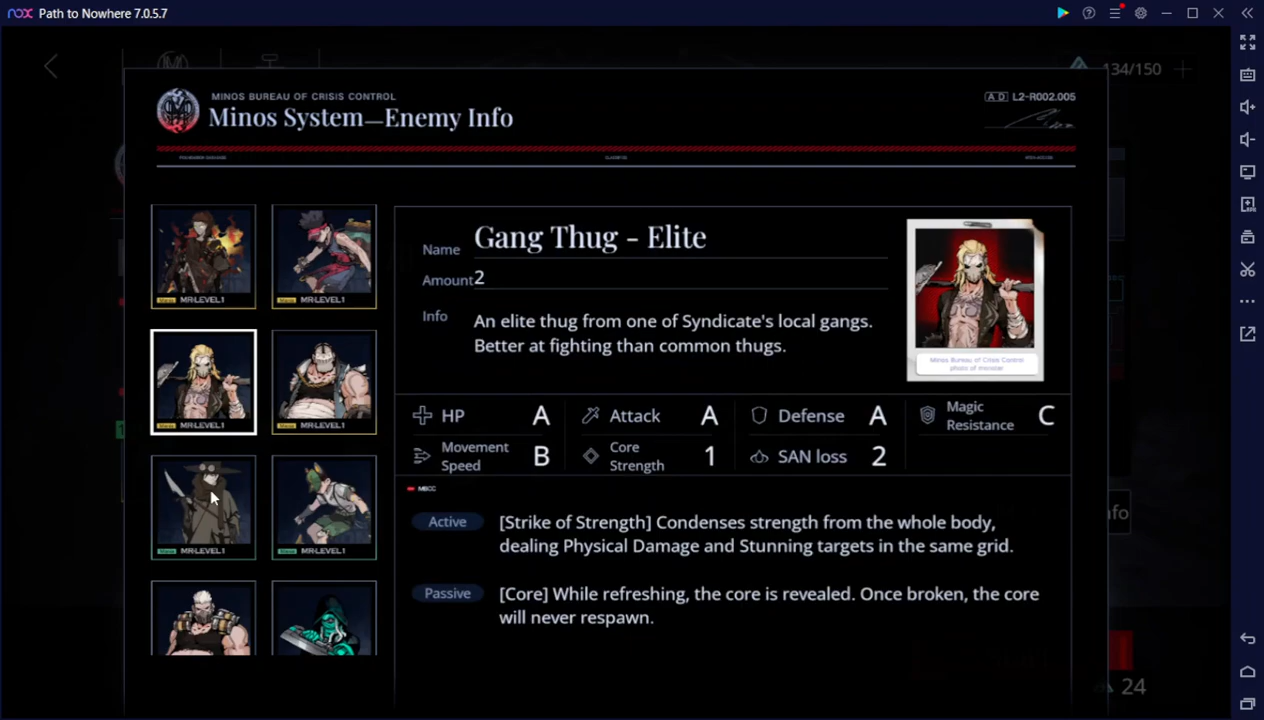 nox Path to Nowhere 7.0.5.7
134/150
MINOS BUREAU OF CRISIS CONTROL
Minos System—Enemy Info
AD L2-R002.005
MR-LEVEL1
MR-LEVEL1
Name Gang Thug - Elite
Amount 2
Info An elite thug from one of Syndicate's local gangs.
Better at fighting than common thugs.
Minos Bureau of Crisis Control
photo of monster
MR-LEVEL1
MR-LEVEL1
HP A
Attack A
Defense A
Magic
Resistance C
Movement
Speed B
Core
Strength 1
SAN loss 2
MBCC
Active [Strike of Strength] Condenses strength from the whole body,
dealing Physical Damage and Stunning targets in the same grid.
MR-LEVEL1
MR-LEVEL1
Passive [Core] While refreshing, the core is revealed. Once broken, the core
will never respawn.
nfo
24